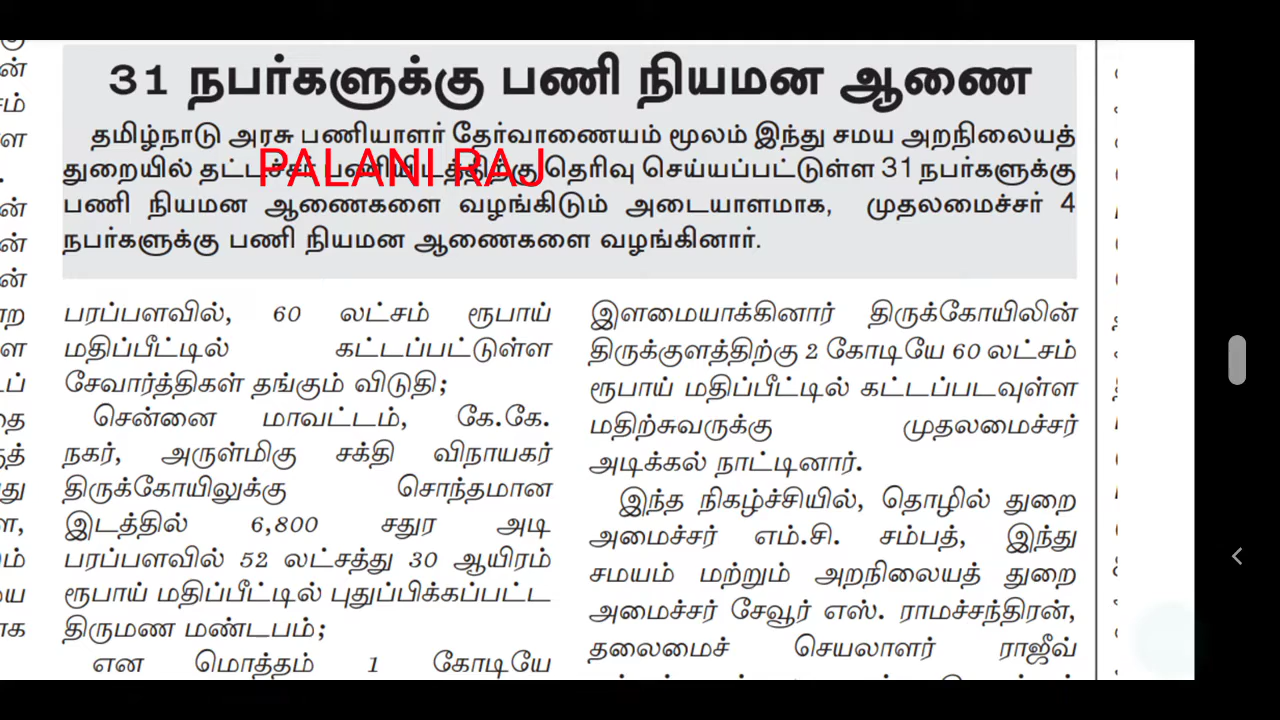 31 நபர்களுக்கு பணி நியமன ஆணை
தமிழ்நாடு அரசு பணியாளர் தேர்வாணையம் மூலம் இந்து சமய அறநிலையத்
துறையில் தட்டச்சர் பணியிடத்திற்கு தெரிவு செய்யப்பட்டுள்ள 31 நபர்களுக்கு
PALANI RAJ
பணி நியமன ஆணைகளை வழங்கிடும் அடையாளமாக, முதலமைச்சர் 4
நபர்களுக்கு பணி நியமன ஆணைகளை வழங்கினார்.
பரப்பளவில், 60 லட்சம் ரூபாய்
மதிப்பீட்டில் கட்டப்பட்டுள்ள
சேவார்த்திகள் தங்கும் விடுதி;
சென்னை மாவட்டம், கே.கே.
நகர், அருள்மிகு சக்தி விநாயகர்
திருக்கோயிலுக்கு சொந்தமான
இடத்தில் 6,800 சதுர அடி
பரப்பளவில் 52 லட்சத்து 30 ஆயிரம்
ரூபாய் மதிப்பீட்டில் புதுப்பிக்கப்பட்ட
திருமண மண்டபம்;
என மொத்தம் 1 கோடியே
இளமையாக்கினார் திருக்கோயிலின்
திருக்குளத்திற்கு 2 கோடியே 60 லட்சம்
ரூபாய் மதிப்பீட்டில் கட்டப்படவுள்ள
மதிற்சுவருக்கு முதலமைச்சர்
அடிக்கல் நாட்டினார்.
இந்த நிகழ்ச்சியில், தொழில் துறை
அமைச்சர் எம்.சி. சம்பத், இந்து
சமயம் மற்றும் அறநிலையத் துறை
அமைச்சர் சேவூர் எஸ். ராமச்சந்திரன்,
தலைமைச் செயலாளர் ராஜீவ்